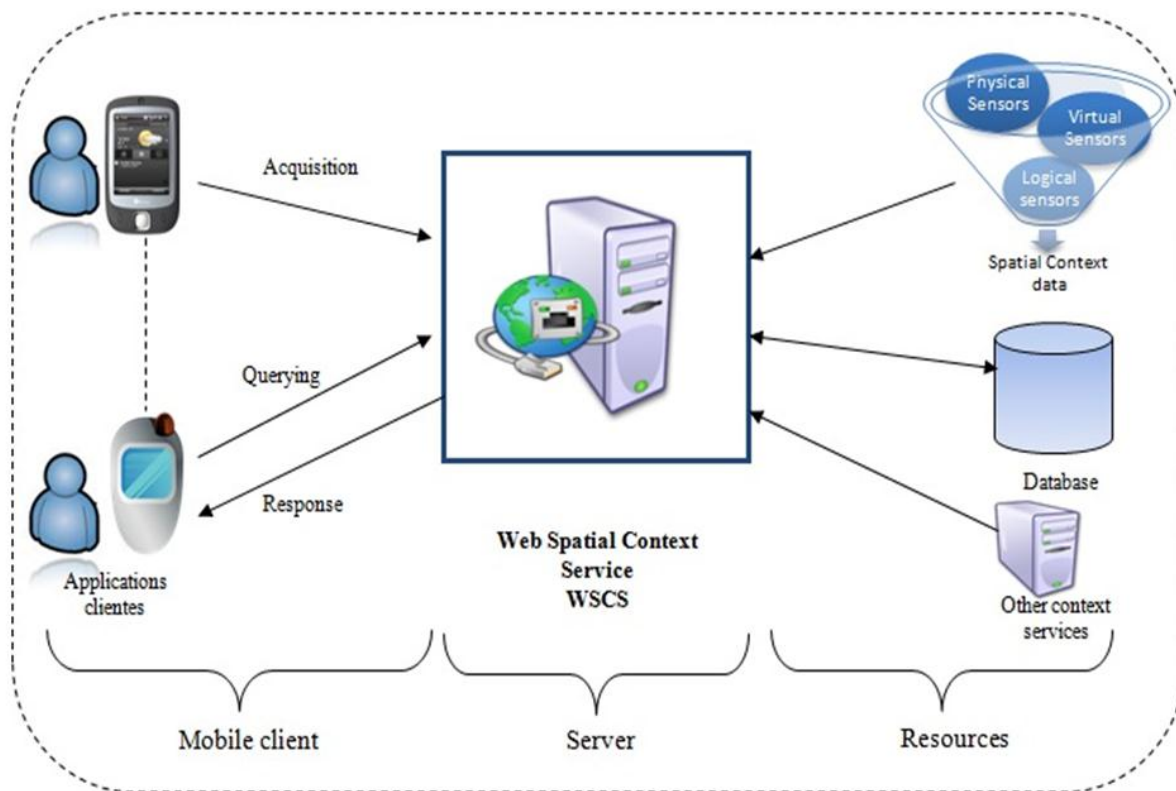 Acquisition
Querying
Response
Applications
clientes
Web Spatial Context
Service
WSCS
Physical
Sensors
Virtual
Sensors
Logical
sensors
Spatial Context
data
Database
Other context
services
Mobile client
Server
Resources